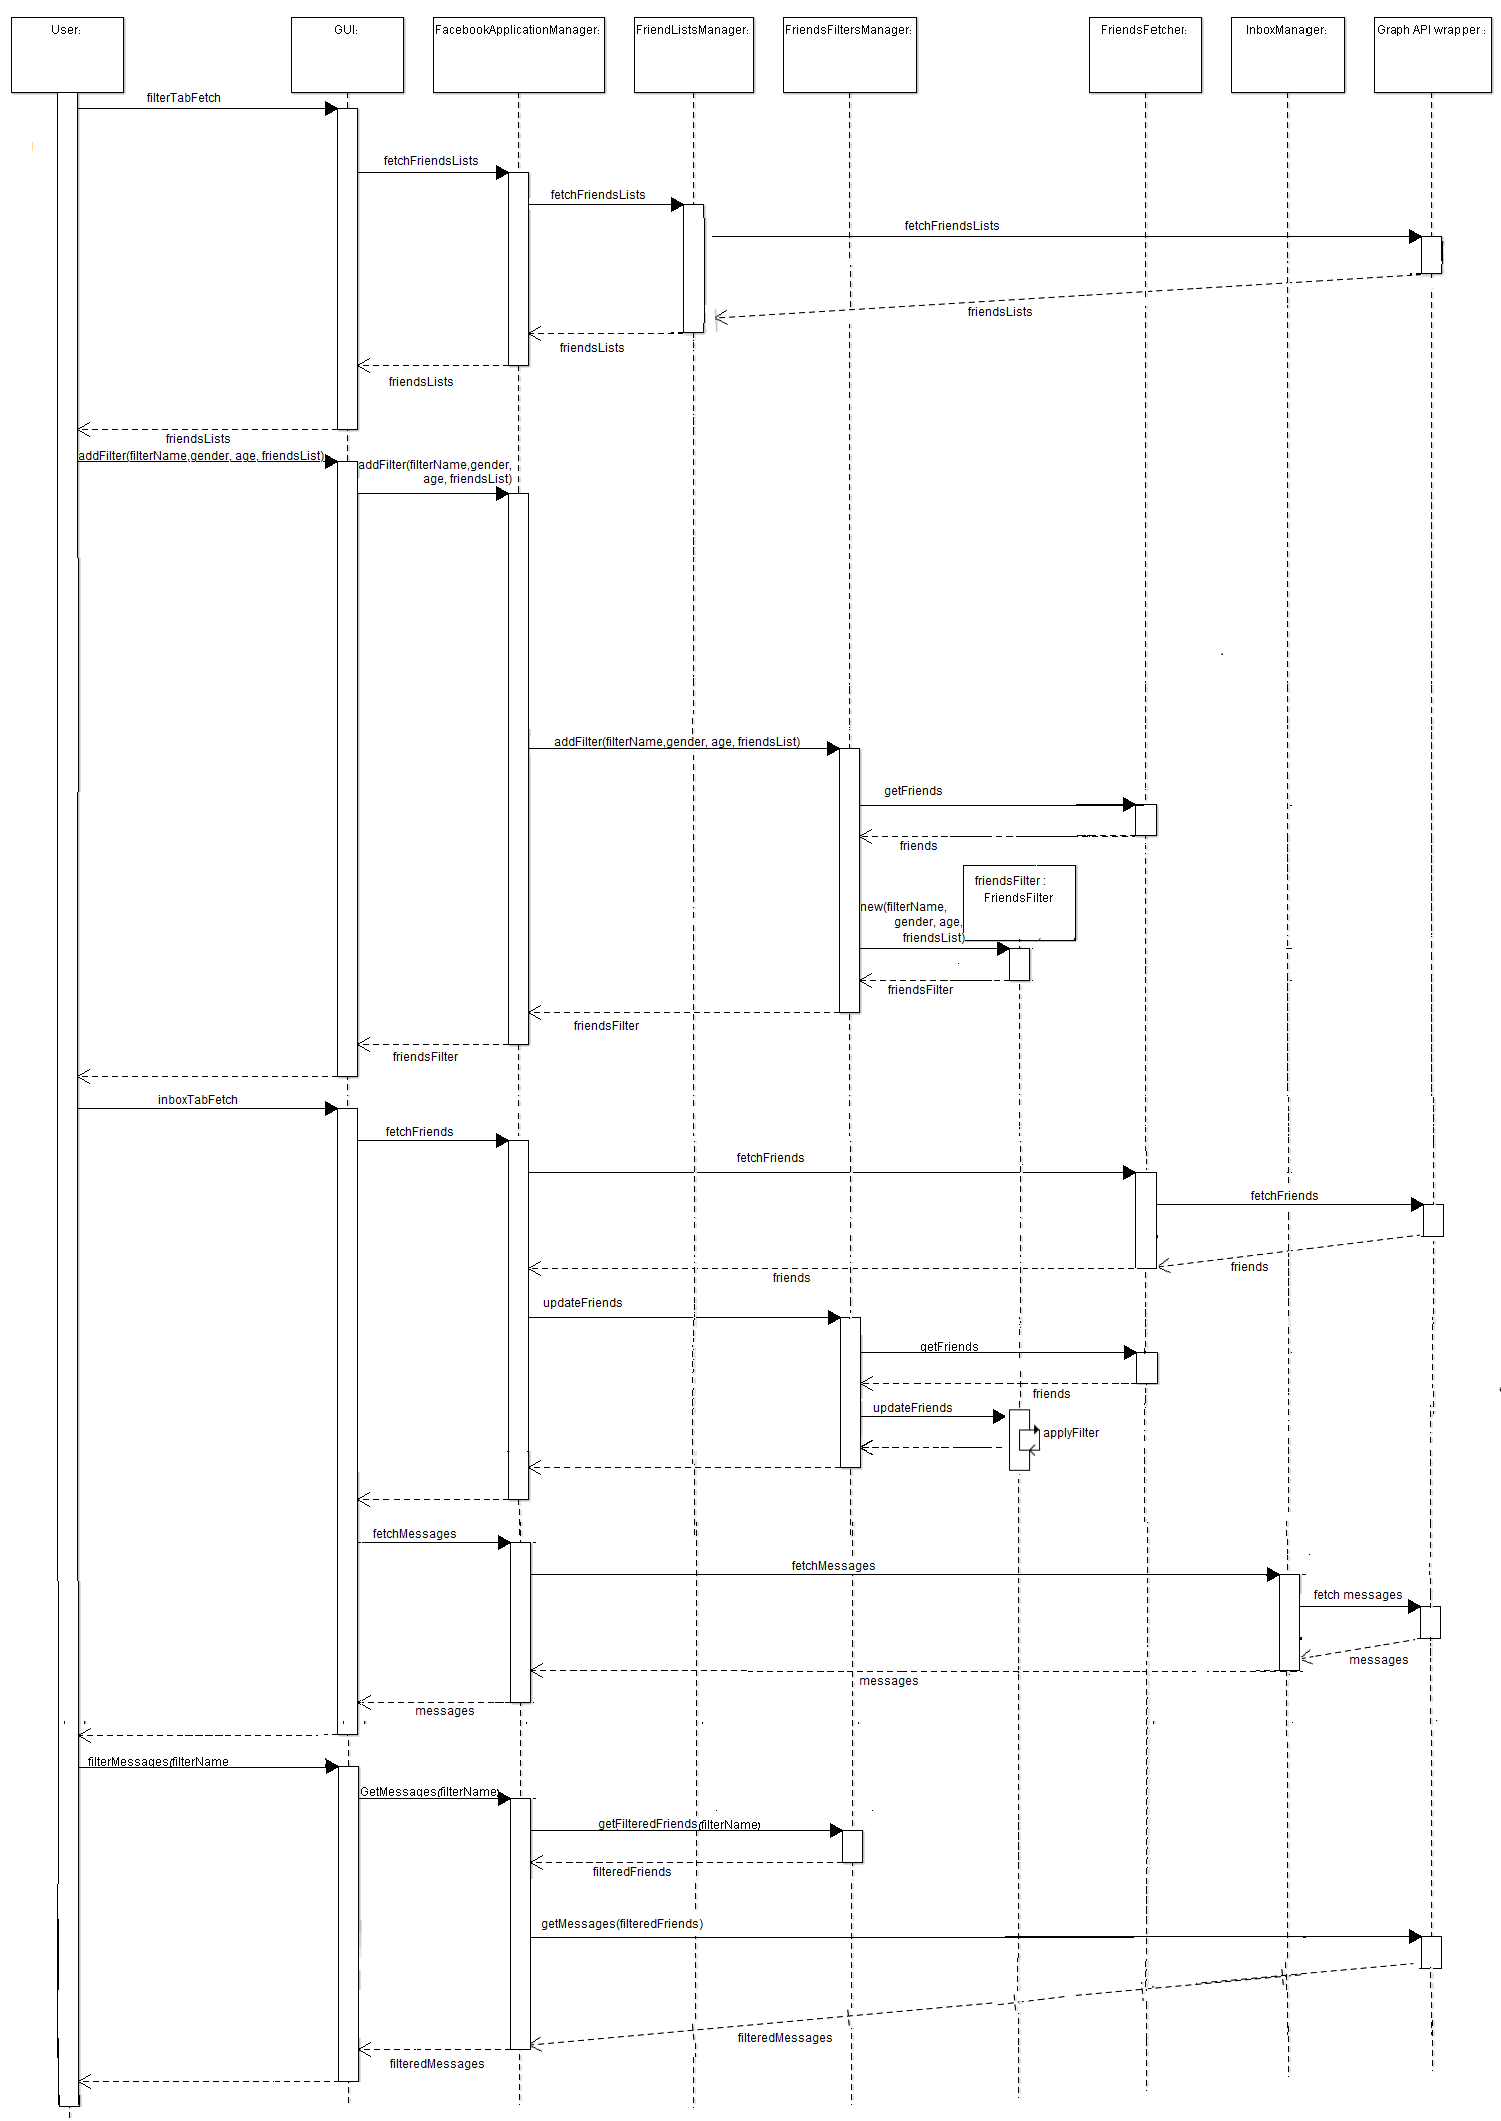 User:
GUI:
FacebookApplicationManager:
FriendListsManager:
FriendsFiltersManager:
FriendsFetcher:
InboxManager:
Graph API wrapper :
filterTabFetch
fetchFriendsLists
fetchFriendsLists
fetchFriendsLists
friendsLists
friendsLists
friendsLists
friendsLists
addFilter(filterName,gender, age, friendsList)
addFilter(filterName,gender,
age, friendsList)
addFilter(filterName,gender, age, friendsList)
getFriends
friends
friendsFilter :
FriendsFilter
new(filterName,
gender, age,
friendsList)
friendsFilter
friendsFilter
friendsFilter
inboxTabFetch
fetchFriends
fetchFriends
fetchFriends
friends
friends
updateFriends
getFriends
friends
updateFriends
applyFilter
fetchMessages
fetchMessages
fetch messages
messages
messages
messages
filterMessages(filterName
GetMessages(filterName)
getFilteredFriends(filterName)
filteredFriends
getMessages(filteredFriends)
filteredMessages
filteredMessages